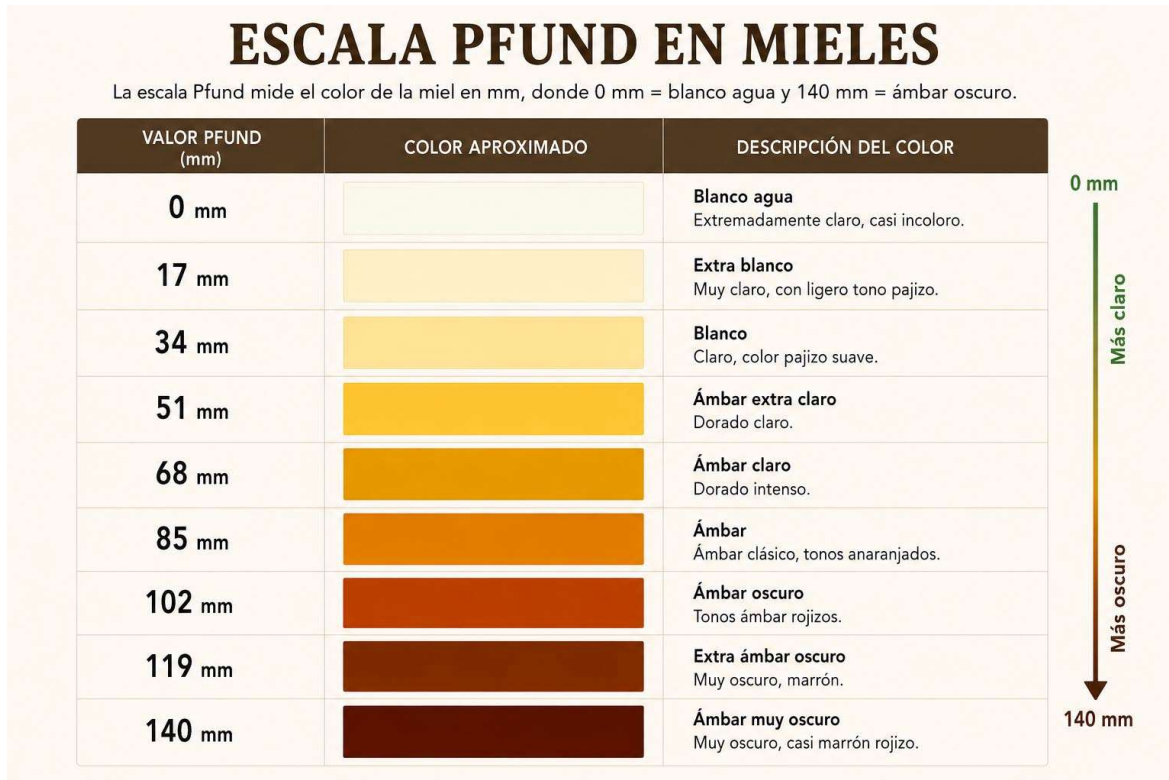 ESCALA PFUND EN MIELES
La escala Pfund mide el color de la miel en mm, donde 0 mm = blanco agua y 140 mm = ámbar oscuro.
VALOR PFUND
(mm)
COLOR APROXIMADO
DESCRIPCIÓN DEL COLOR
0 mm
Blanco agua
Extremadamente claro, casi incoloro.
17 mm
Extra blanco
Muy claro, con ligero tono pajizo.
34 mm
Blanco
Claro, color pajizo suave.
51 mm
Ámbar extra claro
Dorado claro.
68 mm
Ámbar claro
Dorado intenso.
85 mm
Ámbar
Ámbar clásico, tonos anaranjados.
102 mm
Ámbar oscuro
Tonos ámbar rojizos.
119 mm
Extra ámbar oscuro
Muy oscuro, marrón.
140 mm
Ámbar muy oscuro
Muy oscuro, casi marrón rojizo.
0 mm
Más claro
Más oscuro
140 mm